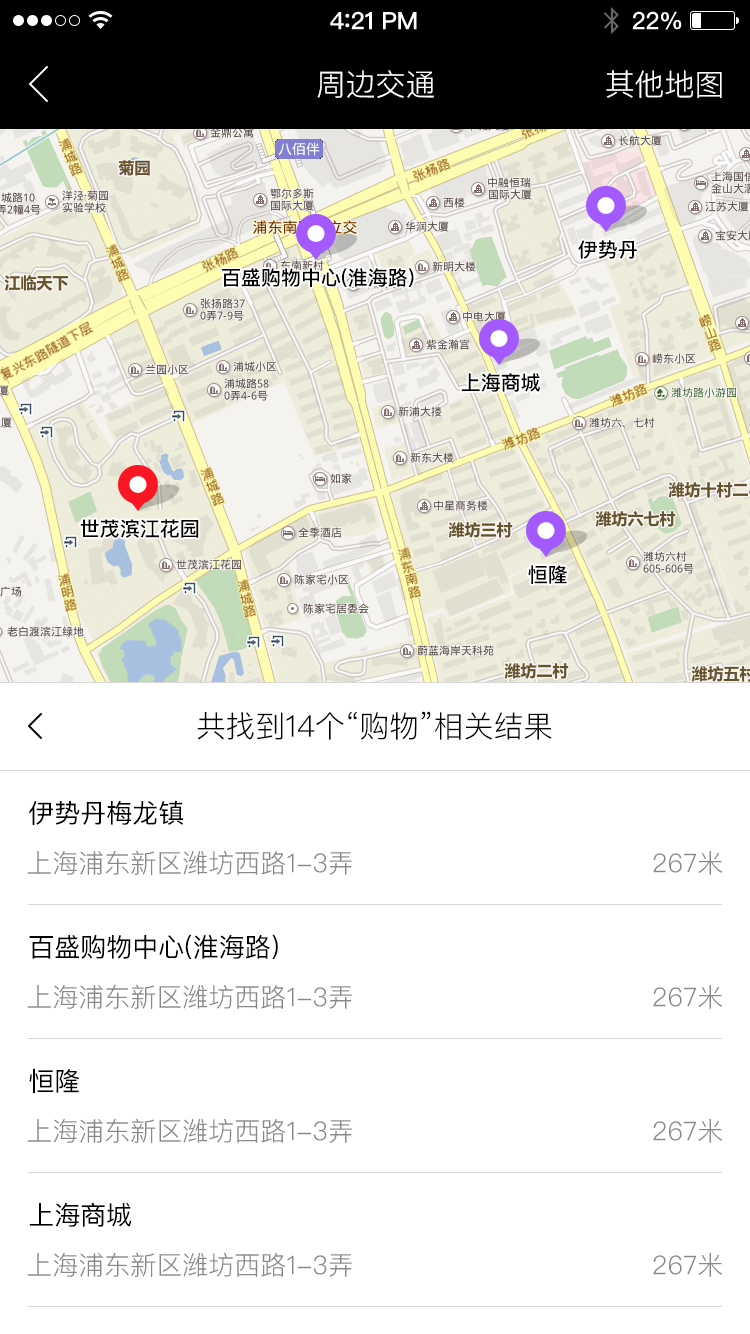 4:21 PM
22%
周边交通
其他地图
金鼎公寓
八佰伴
张杨路
长航大厦
浦城路
菊园
中融恒瑞
国际大厦
洋泾·菊园
实验学校
城路10
弄2幢4号
鄂尔多斯
国际大厦
西楼
江苏大厦
浦东南
立交
华润大厦
宝安大
伊势丹
浦城路
张杨路
东南新村
新明大楼
百盛购物中心(淮海路)
江临天下
张扬路37
0弄7-9号
中电大厦
崂山路
复兴东路隧道下层
紫金瀚宫
兰园小区
浦城小区
崂东小区
上海商城
浦城路58
0弄4-6号
潍坊路
潍坊路小游园
新浦大楼
潍坊六、七村
厦
潍坊路
新东大楼
浦城路
如家
潍坊十村二
中星商务楼
潍坊三村
潍坊六七村
世茂滨江花园
全季酒店
潍坊六村
605-606号
世茂滨江花园
恒隆
浦东南路
陈家宅小区
浦明路
浦城路
广场
陈家宅居委会
老白渡滨江绿地
蔚蓝海岸天科苑
潍坊二村
潍坊五村
共找到14个“购物”相关结果
伊势丹梅龙镇
上海浦东新区潍坊西路1-3弄
267米
百盛购物中心(淮海路)
上海浦东新区潍坊西路1-3弄
267米
恒隆
上海浦东新区潍坊西路1-3弄
267米
上海商城
上海浦东新区潍坊西路1-3弄
267米